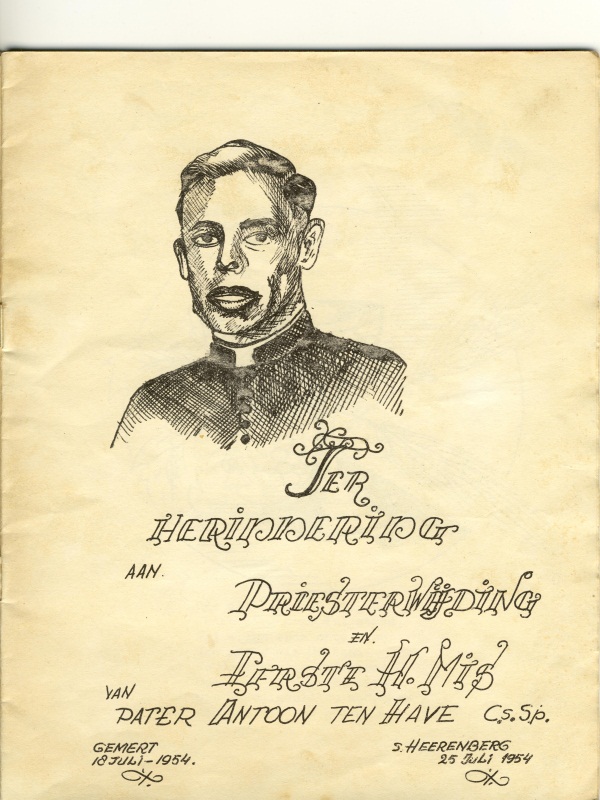 TER
HERINNERING
AAN.
PRIESTERWIJDING
EN.
EERSTE H. MIS
VAN
PATER ANTOON TEN HAVE C.s.Sp.
GEMERT
18 JULI - 1954.
S. HEERENBERG
25 JULI 1954